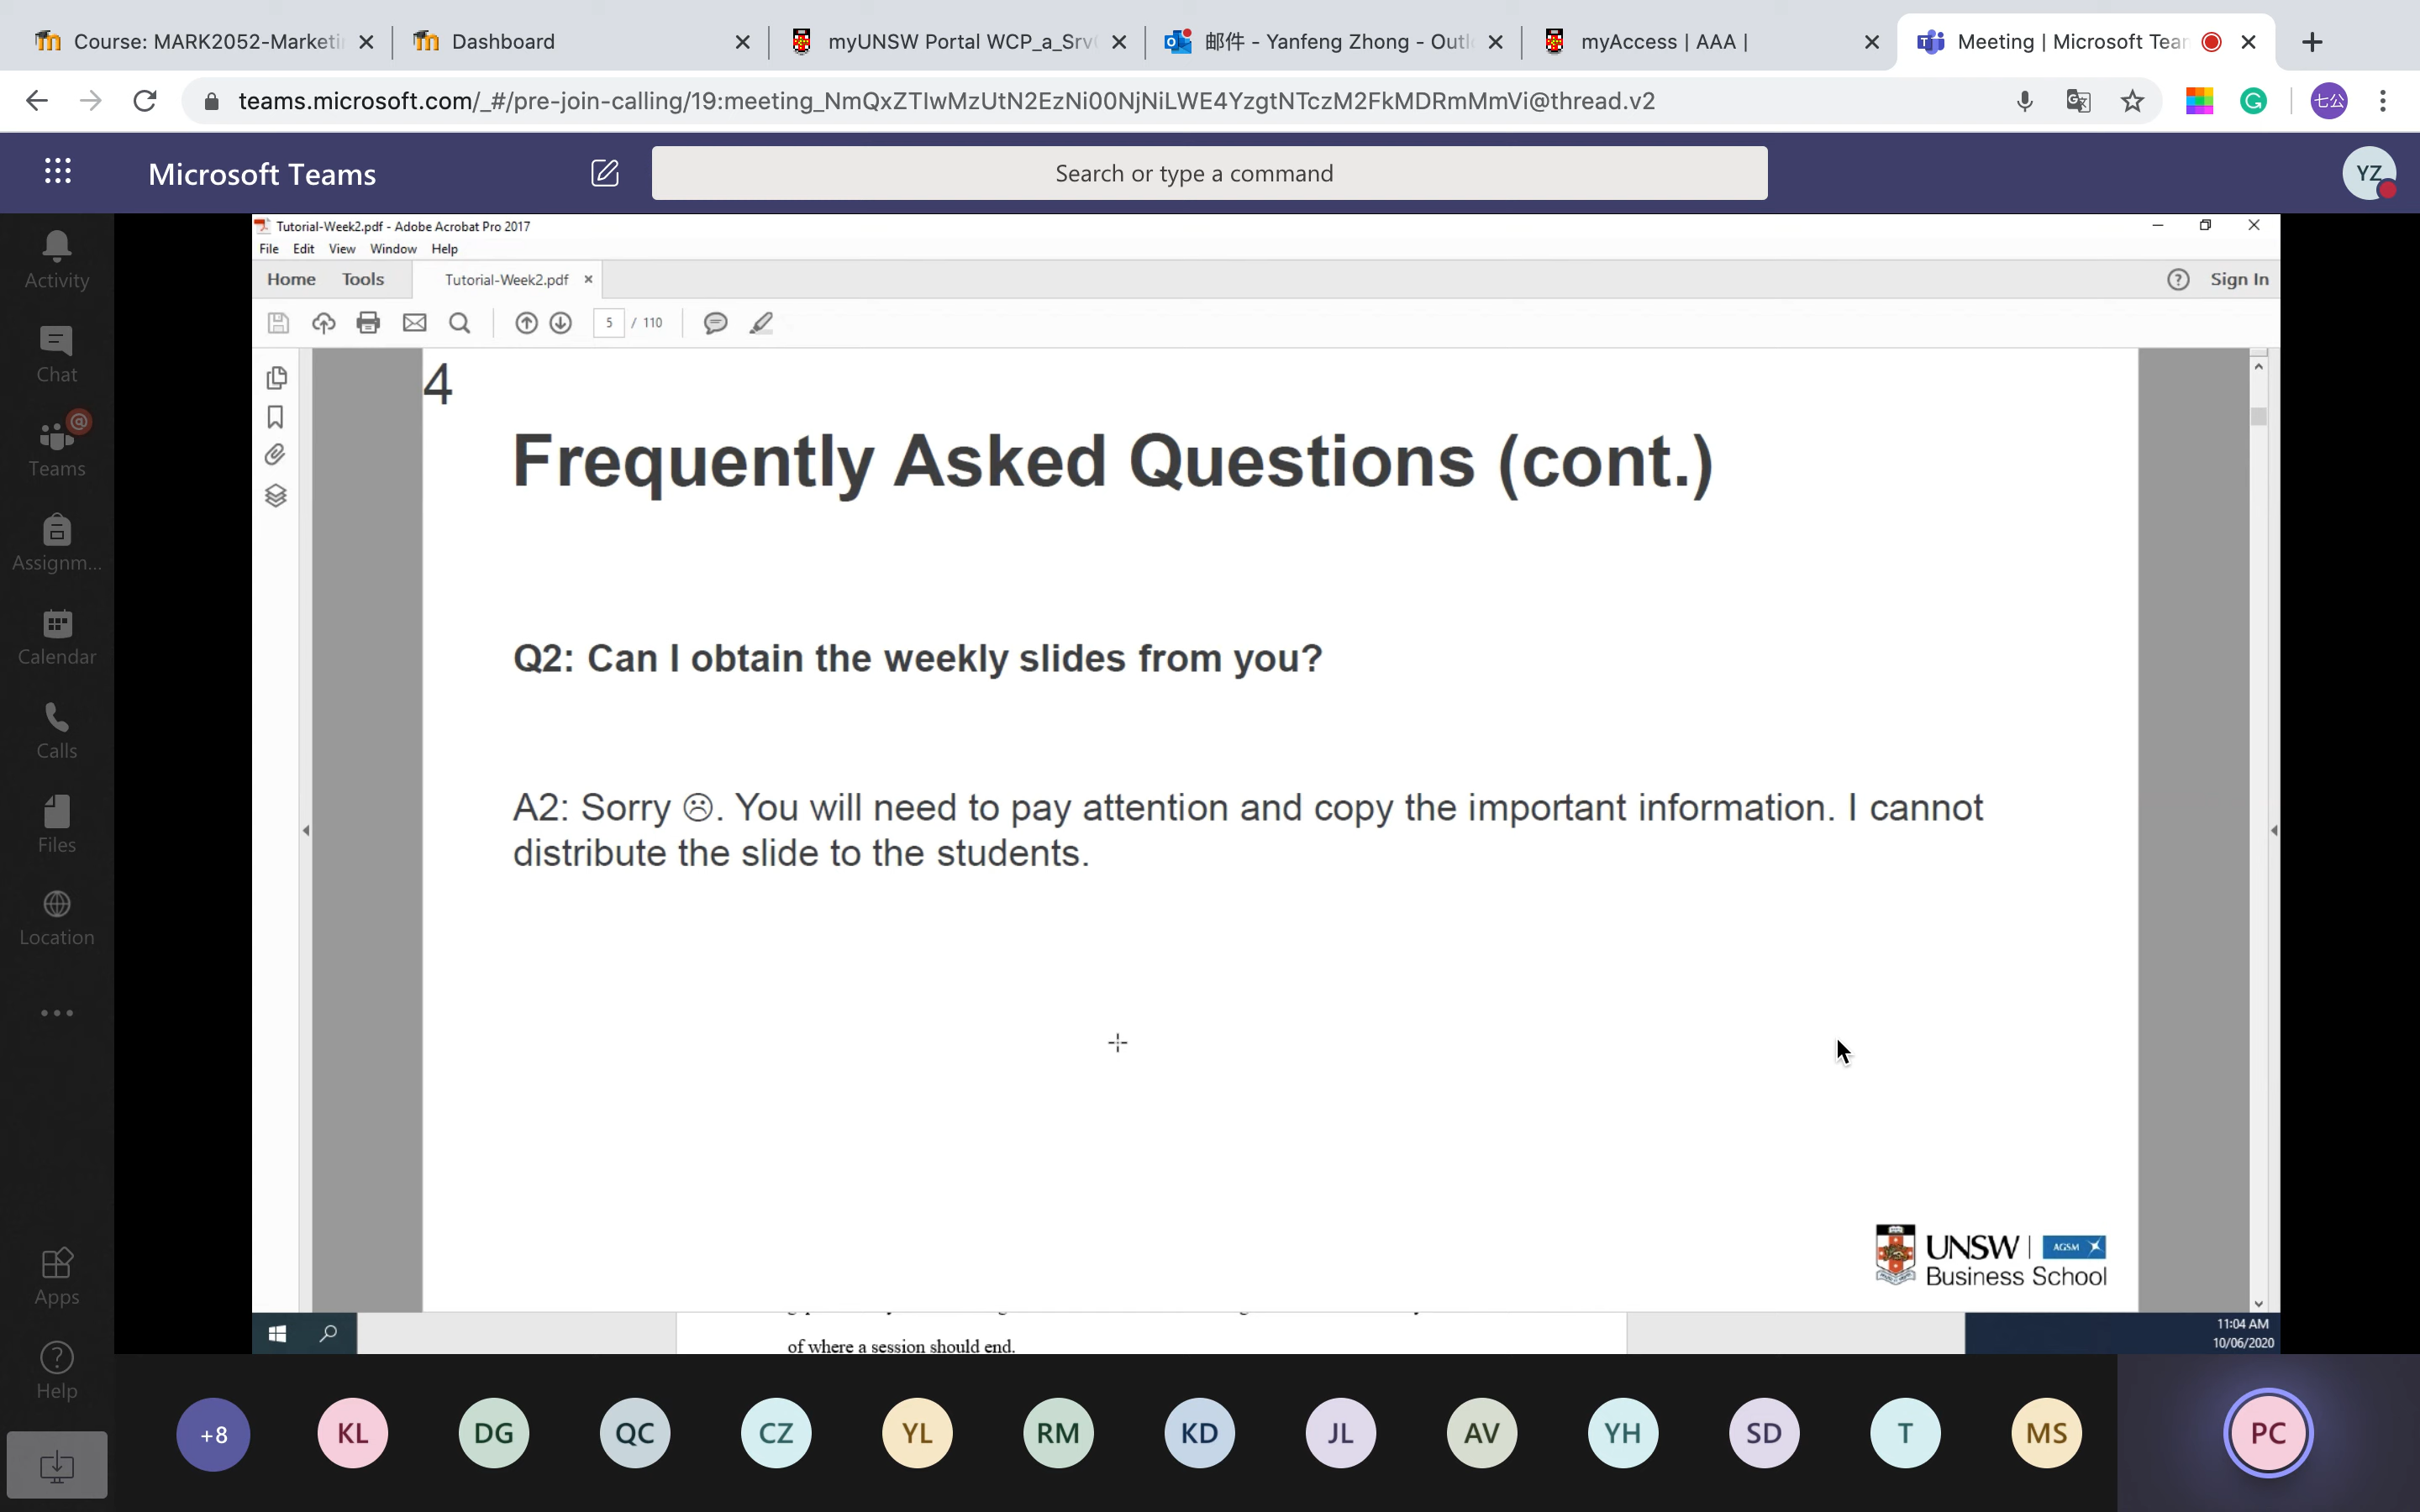 Course: MARK2052-Marketi
Dashboard
myUNSW Portal WCP_a_Srv
邮件 - Yanfeng Zhong - Outl
myAccess | AAA |
Meeting | Microsoft Tear
teams.microsoft.com/_#/pre-join-calling/19:meeting_NmQxZTIwMzUtN2EzNi00NjNiLWE4YzgtNTczM2FkMDRmMmVi@thread.v2
七公
Microsoft Teams
Search or type a command
YZ
Tutorial-Week2.pdf - Adobe Acrobat Pro 2017
File Edit View Window Help
Home Tools Tutorial-Week2.pdf
Sign In
5 / 110
Activity
Chat
Teams
Assignm...
Calendar
Calls
Files
Location
Apps
Help
4
Frequently Asked Questions (cont.)
Q2: Can I obtain the weekly slides from you?
A2: Sorry ☹. You will need to pay attention and copy the important information. I cannot
distribute the slide to the students.
UNSW | AGSM
Business School
of where a session should end.
11:04 AM
10/06/2020
+8 KL DG QC CZ YL RM KD JL AV YH SD T MS PC